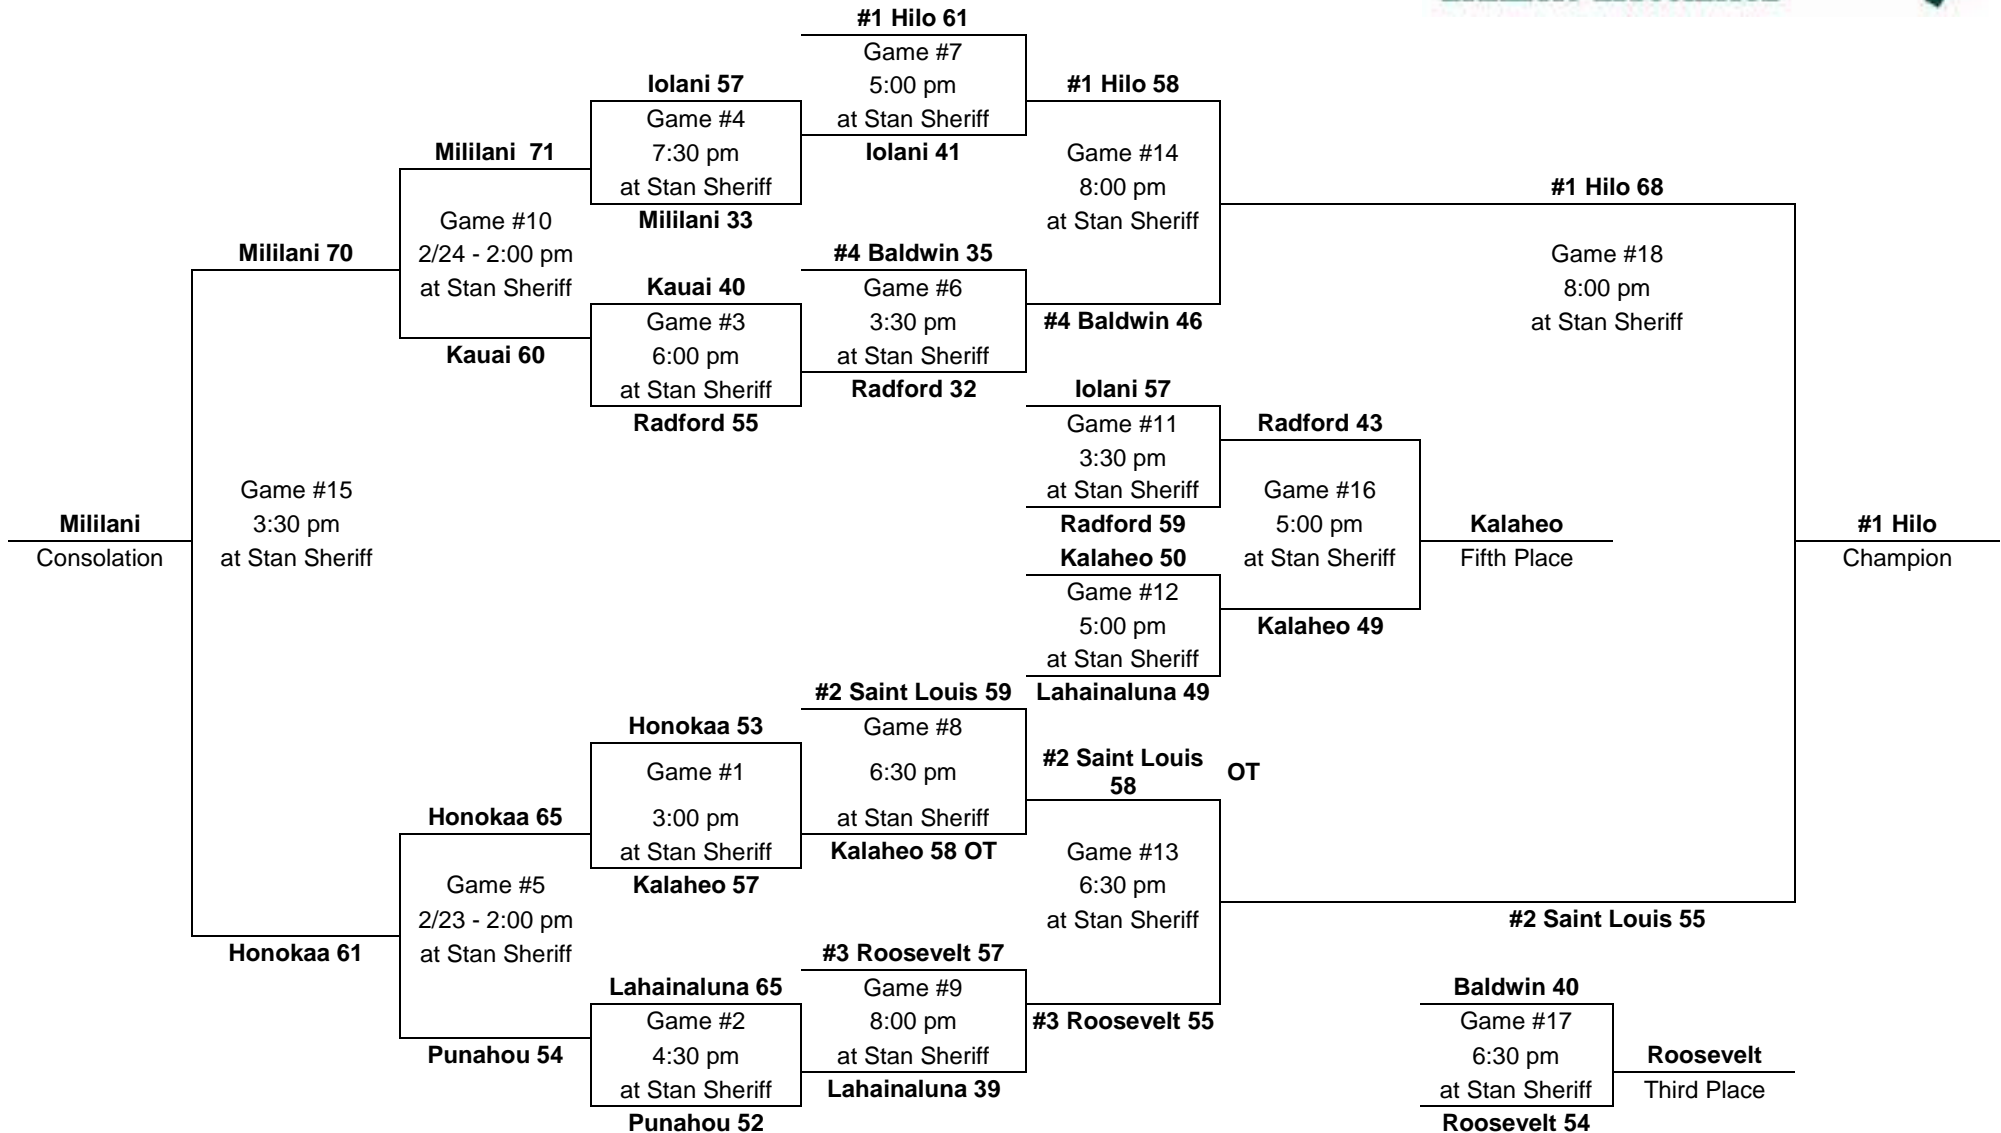 #1 Hilo 61
Game #7
5:00 pm
at Stan Sheriff
Iolani 41
Iolani 57
Game #4
7:30 pm
at Stan Sheriff
Mililani 33
#1 Hilo 58
Game #14
8:00 pm
at Stan Sheriff
#4 Baldwin 46
Mililani  71
Game #10
2/24 - 2:00 pm
at Stan Sheriff
Kauai 60
#1 Hilo 68
Game #18
8:00 pm
at Stan Sheriff
#2 Saint Louis 55
Mililani 70
Game #15
3:30 pm
at Stan Sheriff
Honokaa 61
#4 Baldwin 35
Game #6
3:30 pm
at Stan Sheriff
Radford 32
Kauai 40
Game #3
6:00 pm
at Stan Sheriff
Radford 55
Iolani 57
Game #11
3:30 pm
at Stan Sheriff
Radford 59
Radford 43
Game #16
5:00 pm
at Stan Sheriff
Kalaheo 49
Mililani
Consolation
Kalaheo
Fifth Place
#1 Hilo
Champion
Kalaheo 50
Game #12
5:00 pm
at Stan Sheriff
Lahainaluna 49
#2 Saint Louis 59
Game #8
6:30 pm
at Stan Sheriff
Kalaheo 58 OT
Honokaa 53
Game #1
3:00 pm
at Stan Sheriff
Kalaheo 57
#2 Saint Louis
58
OT
Game #13
6:30 pm
at Stan Sheriff
#3 Roosevelt 55
Honokaa 65
Game #5
2/23 - 2:00 pm
at Stan Sheriff
Punahou 54
#3 Roosevelt 57
Game #9
8:00 pm
at Stan Sheriff
Lahainaluna 39
Lahainaluna 65
Game #2
4:30 pm
at Stan Sheriff
Punahou 52
Baldwin 40
Game #17
6:30 pm
at Stan Sheriff
Roosevelt 54
Roosevelt
Third Place